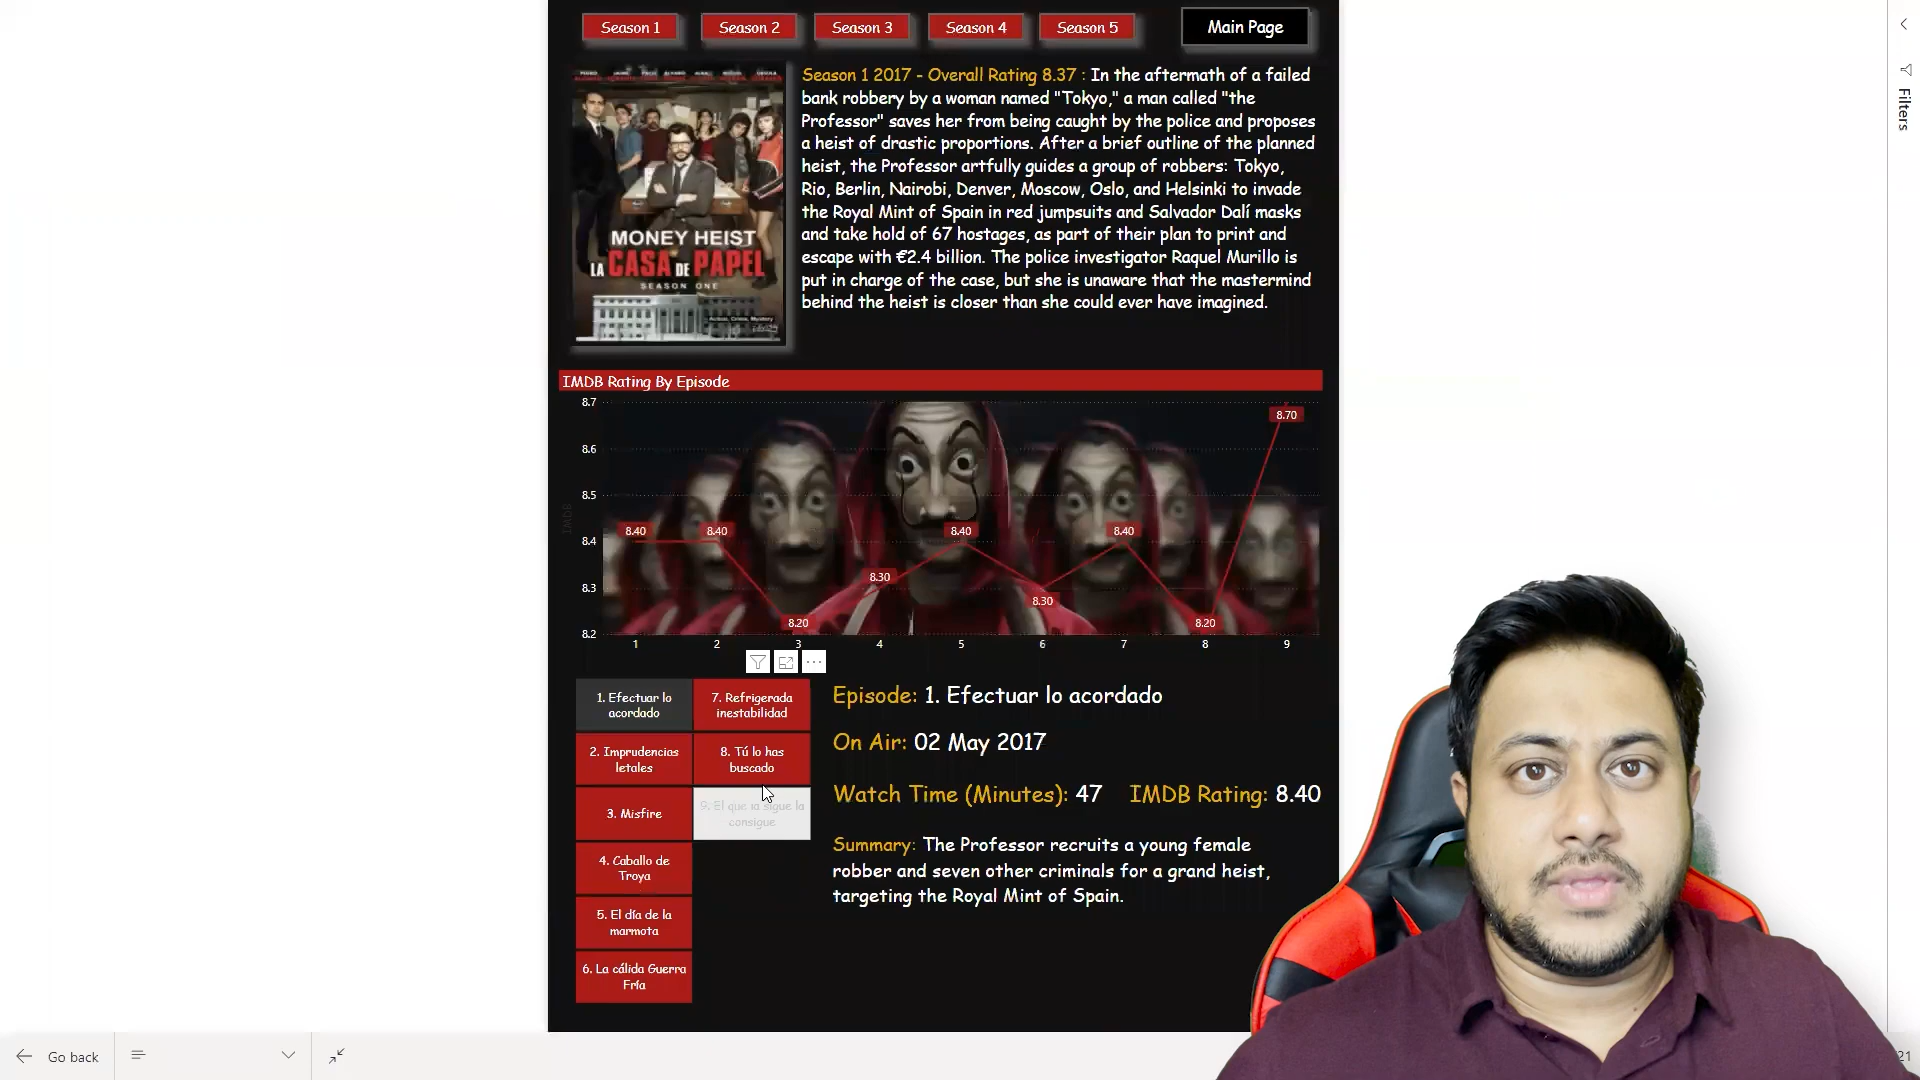 Season 1
Season 2
Season 3
Season 4
Season 5
Main Page
Filters
Season 1 2017 - Overall Rating 8.37 : In the aftermath of a failed
bank robbery by a woman named "Tokyo," a man called "the
Professor" saves her from being caught by the police and proposes
a heist of drastic proportions. After a brief outline of the planned
heist, the Professor artfully guides a group of robbers: Tokyo,
Rio, Berlin, Nairobi, Denver, Moscow, Oslo, and Helsinki to invade
the Royal Mint of Spain in red jumpsuits and Salvador Dalí masks
and take hold of 67 hostages, as part of their plan to print and
escape with €2.4 billion. The police investigator Raquel Murillo is
put in charge of the case, but she is unaware that the mastermind
behind the heist is closer than she could ever have imagined.
MONEY HEIST
LA CASA DE PAPEL
SEASON ONE
IMDB Rating By Episode
IMDB
8.7
8.6
8.5
8.4
8.3
8.2
8.40
8.40
8.20
8.30
8.40
8.30
8.40
8.20
8.70
1
2
3
4
5
6
7
8
9
1. Efectuar lo
acordado
2. Imprudencias
letales
3. Misfire
4. Caballo de
Troya
5. El día de la
marmota
6. La cálida Guerra
Fría
7. Refrigerada
inestabilidad
8. Tú lo has
buscado
9. El que la sigue la
consigue
Episode: 1. Efectuar lo acordado
On Air: 02 May 2017
Watch Time (Minutes): 47 IMDB Rating: 8.40
Summary: The Professor recruits a young female
robber and seven other criminals for a grand heist,
targeting the Royal Mint of Spain.
Go back